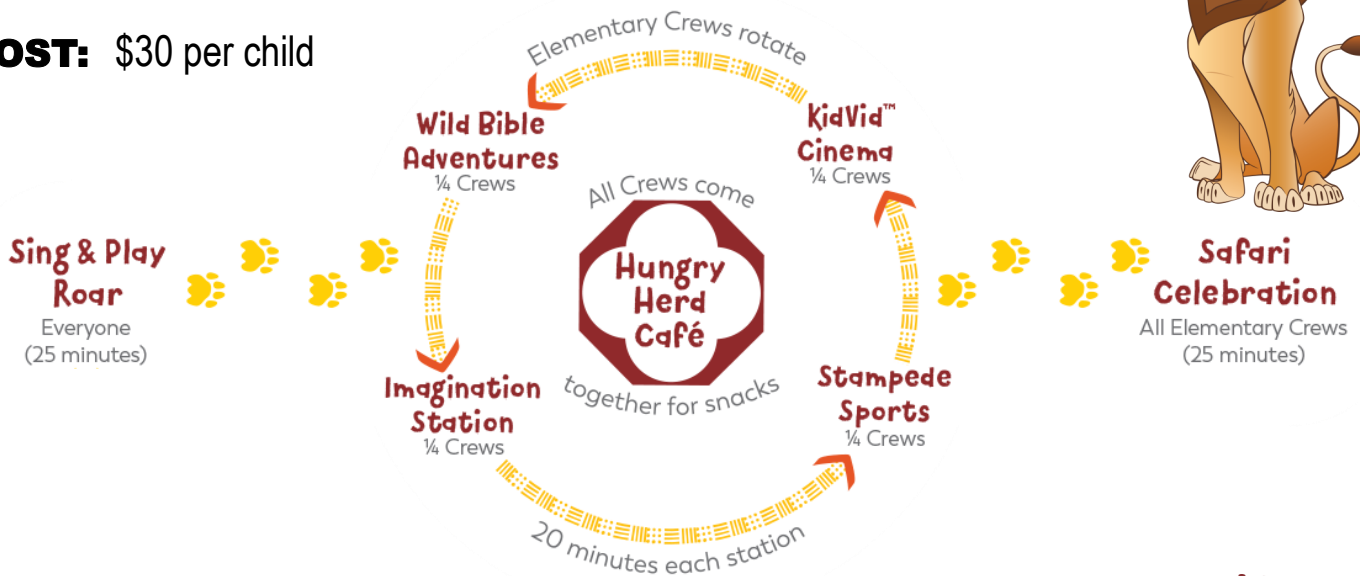 OST: $30 per child
Elementary Crews rotate
Wild Bible
Adventures
¼ Crews
KidVid™
Cinema
¼ Crews
All Crews come
Hungry
Herd
Café
together for snacks
Sing & Play
Roar
Everyone
(25 minutes)
Safari
Celebration
All Elementary Crews
(25 minutes)
Imagination
Station
¼ Crews
Stampede
Sports
¼ Crews
20 minutes each station